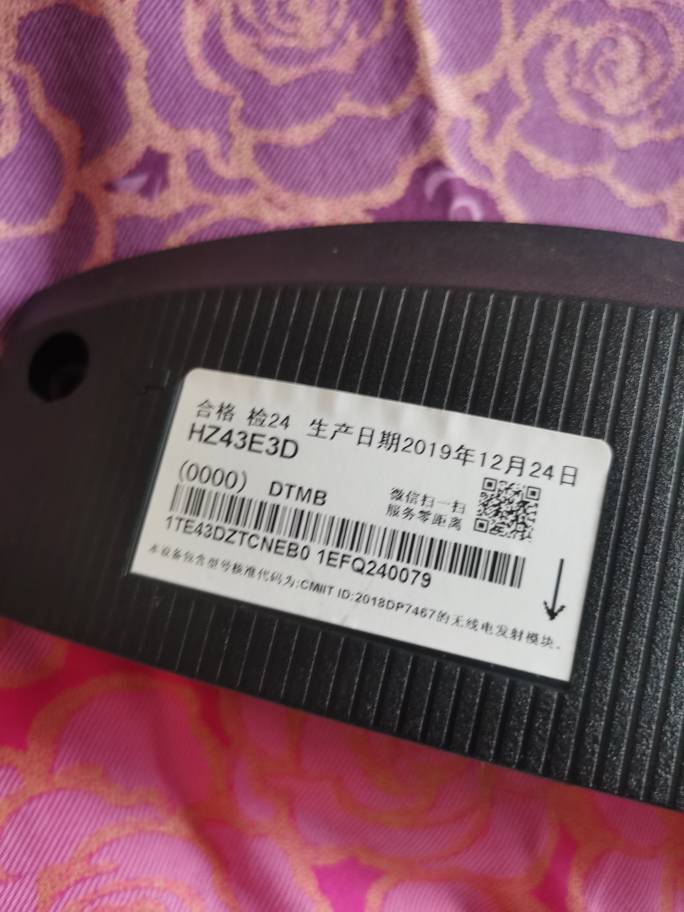 合格 检24 生产日期2019年12月24日
HZ43E3D
(0000) DTMB
微信扫一扫
服务零距离
1TE43DZTCNEB0 1EFQ240079
本设备包含型号核准代码为:CMIIT ID:2018DP7467的无线电发射模块.